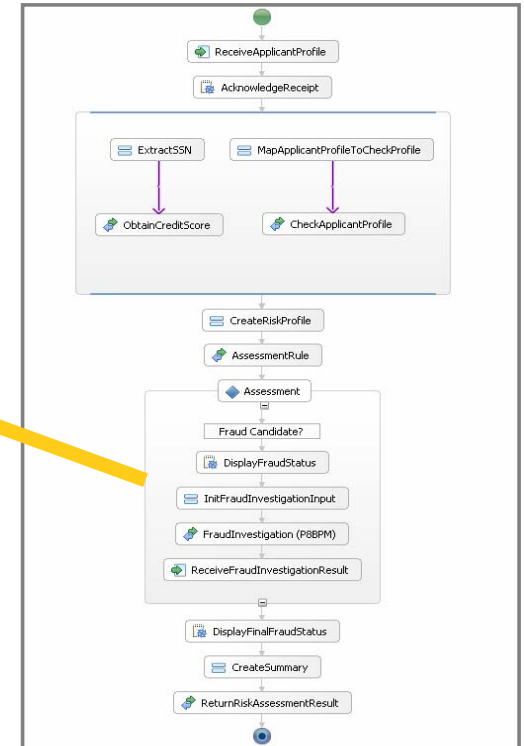 ReceiveApplicantProfile
AcknowledgeReceipt
ExtractSSN
MapApplicantProfileToCheckProfile
ObtainCreditScore
CheckApplicantProfile
CreateRiskProfile
AssessmentRule
Assessment
Fraud Candidate?
DisplayFraudStatus
InitFraudInvestigationInput
FraudInvestigation (P8BPM)
ReceiveFraudInvestigationResult
DisplayFinalFraudStatus
CreateSummary
ReturnRiskAssessmentResult